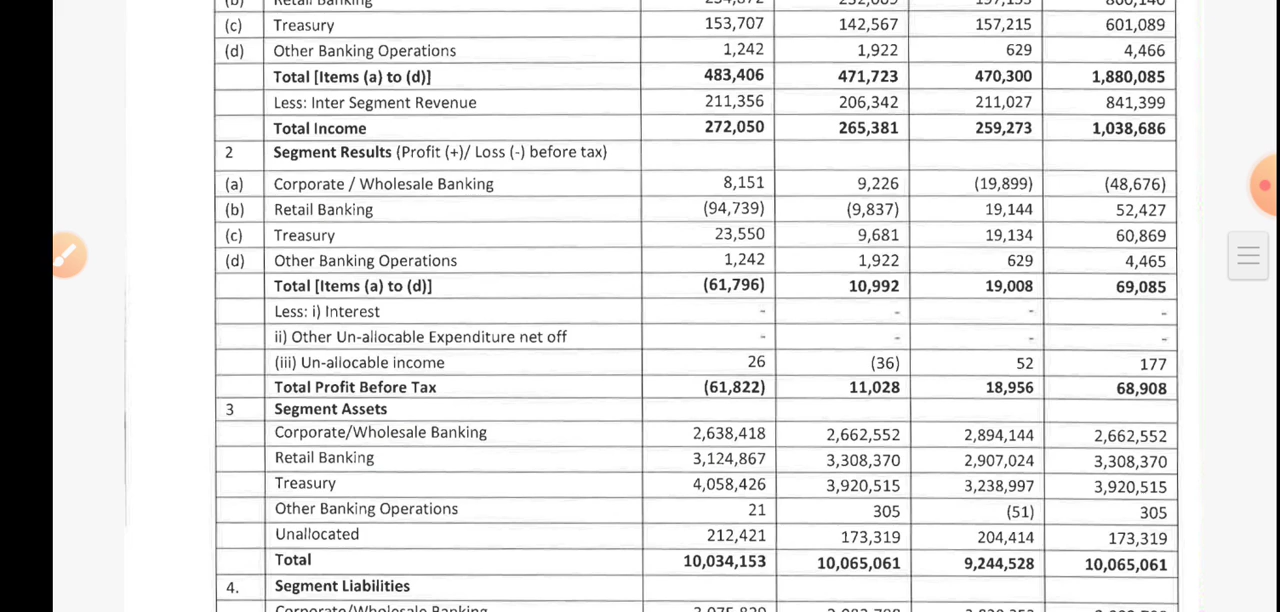 (c) Treasury 153,707 142,567 157,215 601,089
(d) Other Banking Operations 1,242 1,922 629 4,466
Total [Items (a) to (d)] 483,406 471,723 470,300 1,880,085
Less: Inter Segment Revenue 211,356 206,342 211,027 841,399
Total Income 272,050 265,381 259,273 1,038,686
2 Segment Results (Profit (+)/ Loss (-) before tax)
(a) Corporate / Wholesale Banking 8,151 9,226 (19,899) (48,676)
(b) Retail Banking (94,739) (9,837) 19,144 52,427
(c) Treasury 23,550 9,681 19,134 60,869
(d) Other Banking Operations 1,242 1,922 629 4,465
Total [Items (a) to (d)] (61,796) 10,992 19,008 69,085
Less: i) Interest - - - -
ii) Other Un-allocable Expenditure net off - - - -
(iii) Un-allocable income 26 (36) 52 177
Total Profit Before Tax (61,822) 11,028 18,956 68,908
3 Segment Assets
Corporate/Wholesale Banking 2,638,418 2,662,552 2,894,144 2,662,552
Retail Banking 3,124,867 3,308,370 2,907,024 3,308,370
Treasury 4,058,426 3,920,515 3,238,997 3,920,515
Other Banking Operations 21 305 (51) 305
Unallocated 212,421 173,319 204,414 173,319
Total 10,034,153 10,065,061 9,244,528 10,065,061
4. Segment Liabilities
Corporate/Wholesale Banking